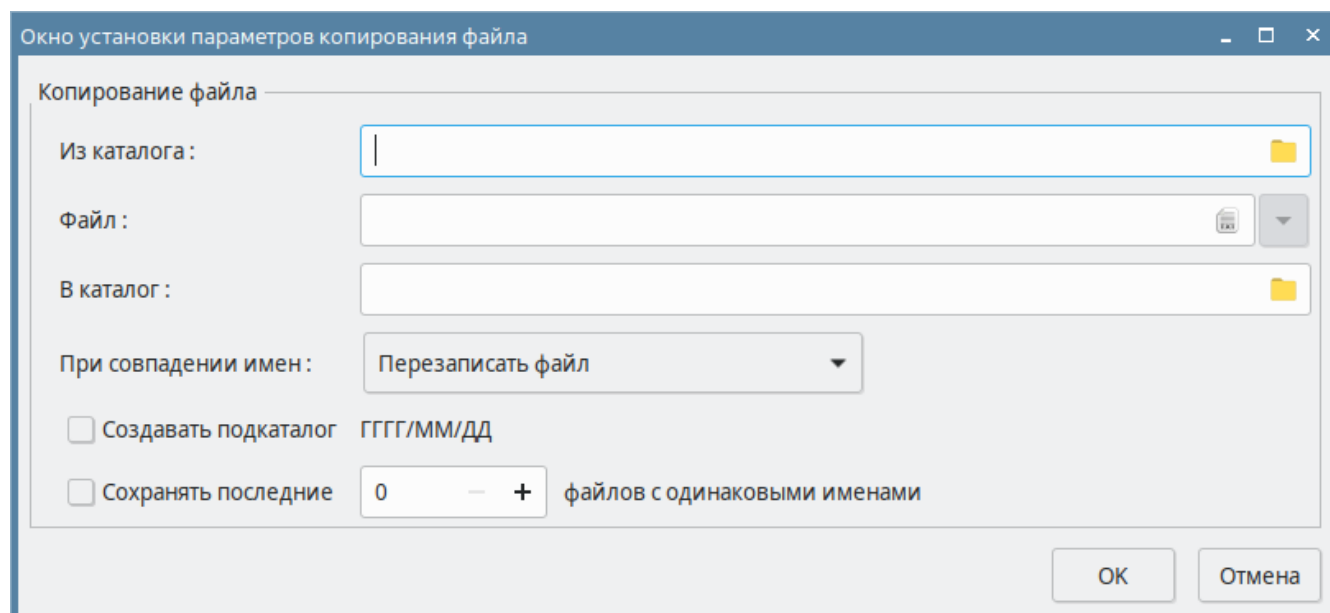 Окно установки параметров копирования файла
Копирование файла
Из каталога :
Файл :
В каталог :
При совпадении имен : Перезаписать файл
Создавать подкаталог ГГГГ/ММ/ДД
Сохранять последние 0 − + файлов с одинаковыми именами
OK Отмена